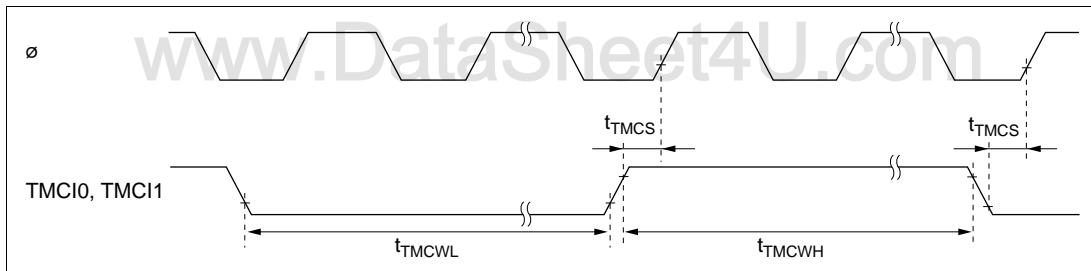 www.DataSheet4U.com
ø
tTMCS
tTMCS
TMCI0, TMCI1
tTMCWL
tTMCWH